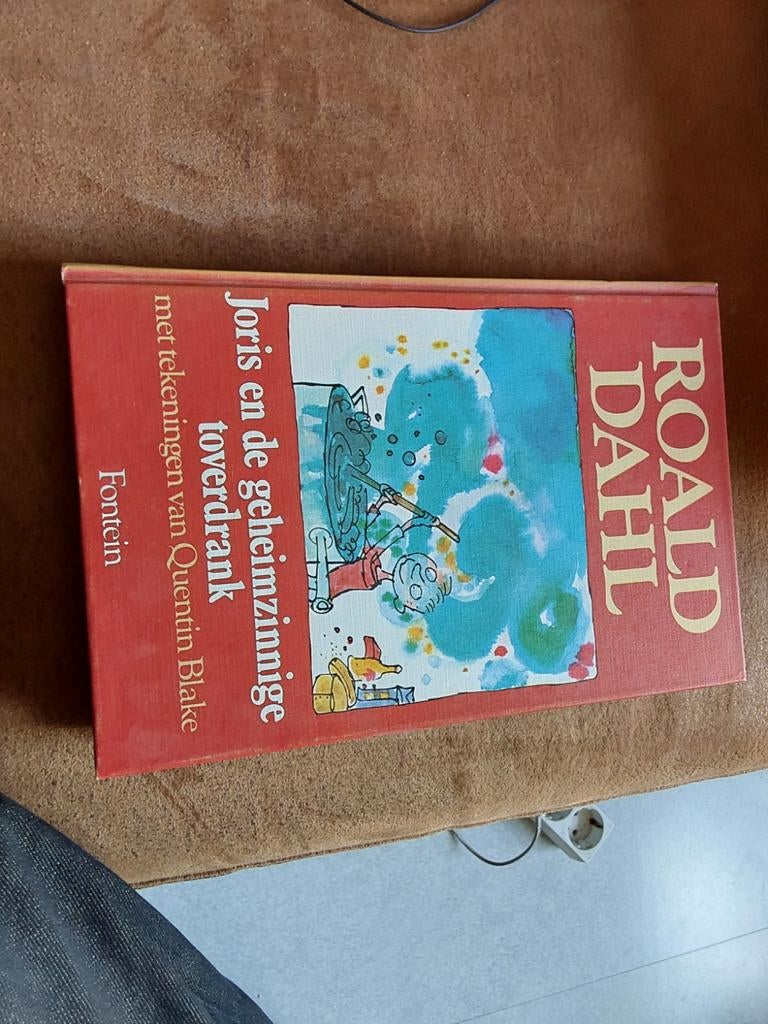 ROALD
DAHL
Joris en de geheimzinnige
toverdrank
met tekeningen van Quentin Blake
Fontein